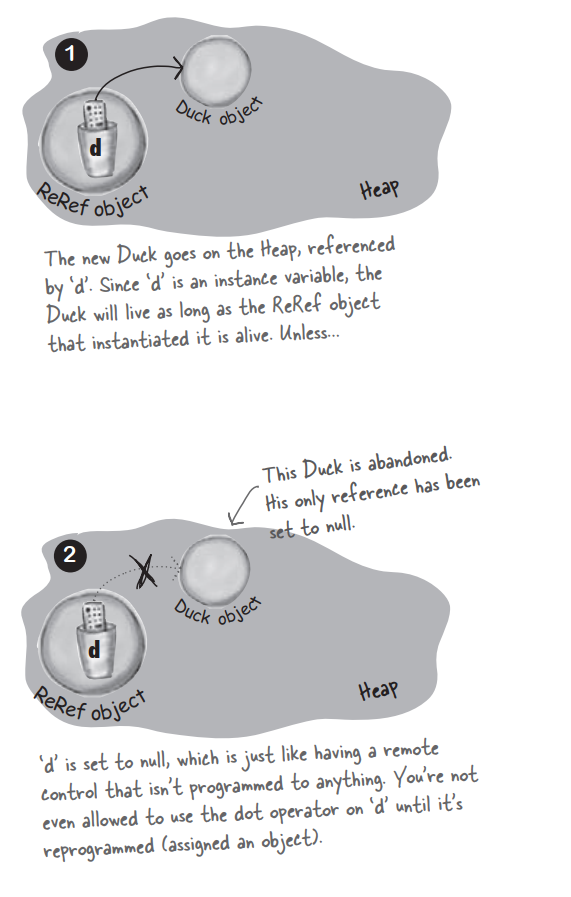 1
d
Duck object
ReRef object
Heap
The new Duck goes on the Heap, referenced
by ‘d’. Since ‘d’ is an instance variable, the
Duck will live as long as the ReRef object
that instantiated it is alive. Unless...
This Duck is abandoned.
His only reference has been
set to null.
2
d
Duck object
ReRef object
Heap
‘d’ is set to null, which is just like having a remote
control that isn’t programmed to anything. You’re not
even allowed to use the dot operator on ‘d’ until it’s
reprogrammed (assigned an object).